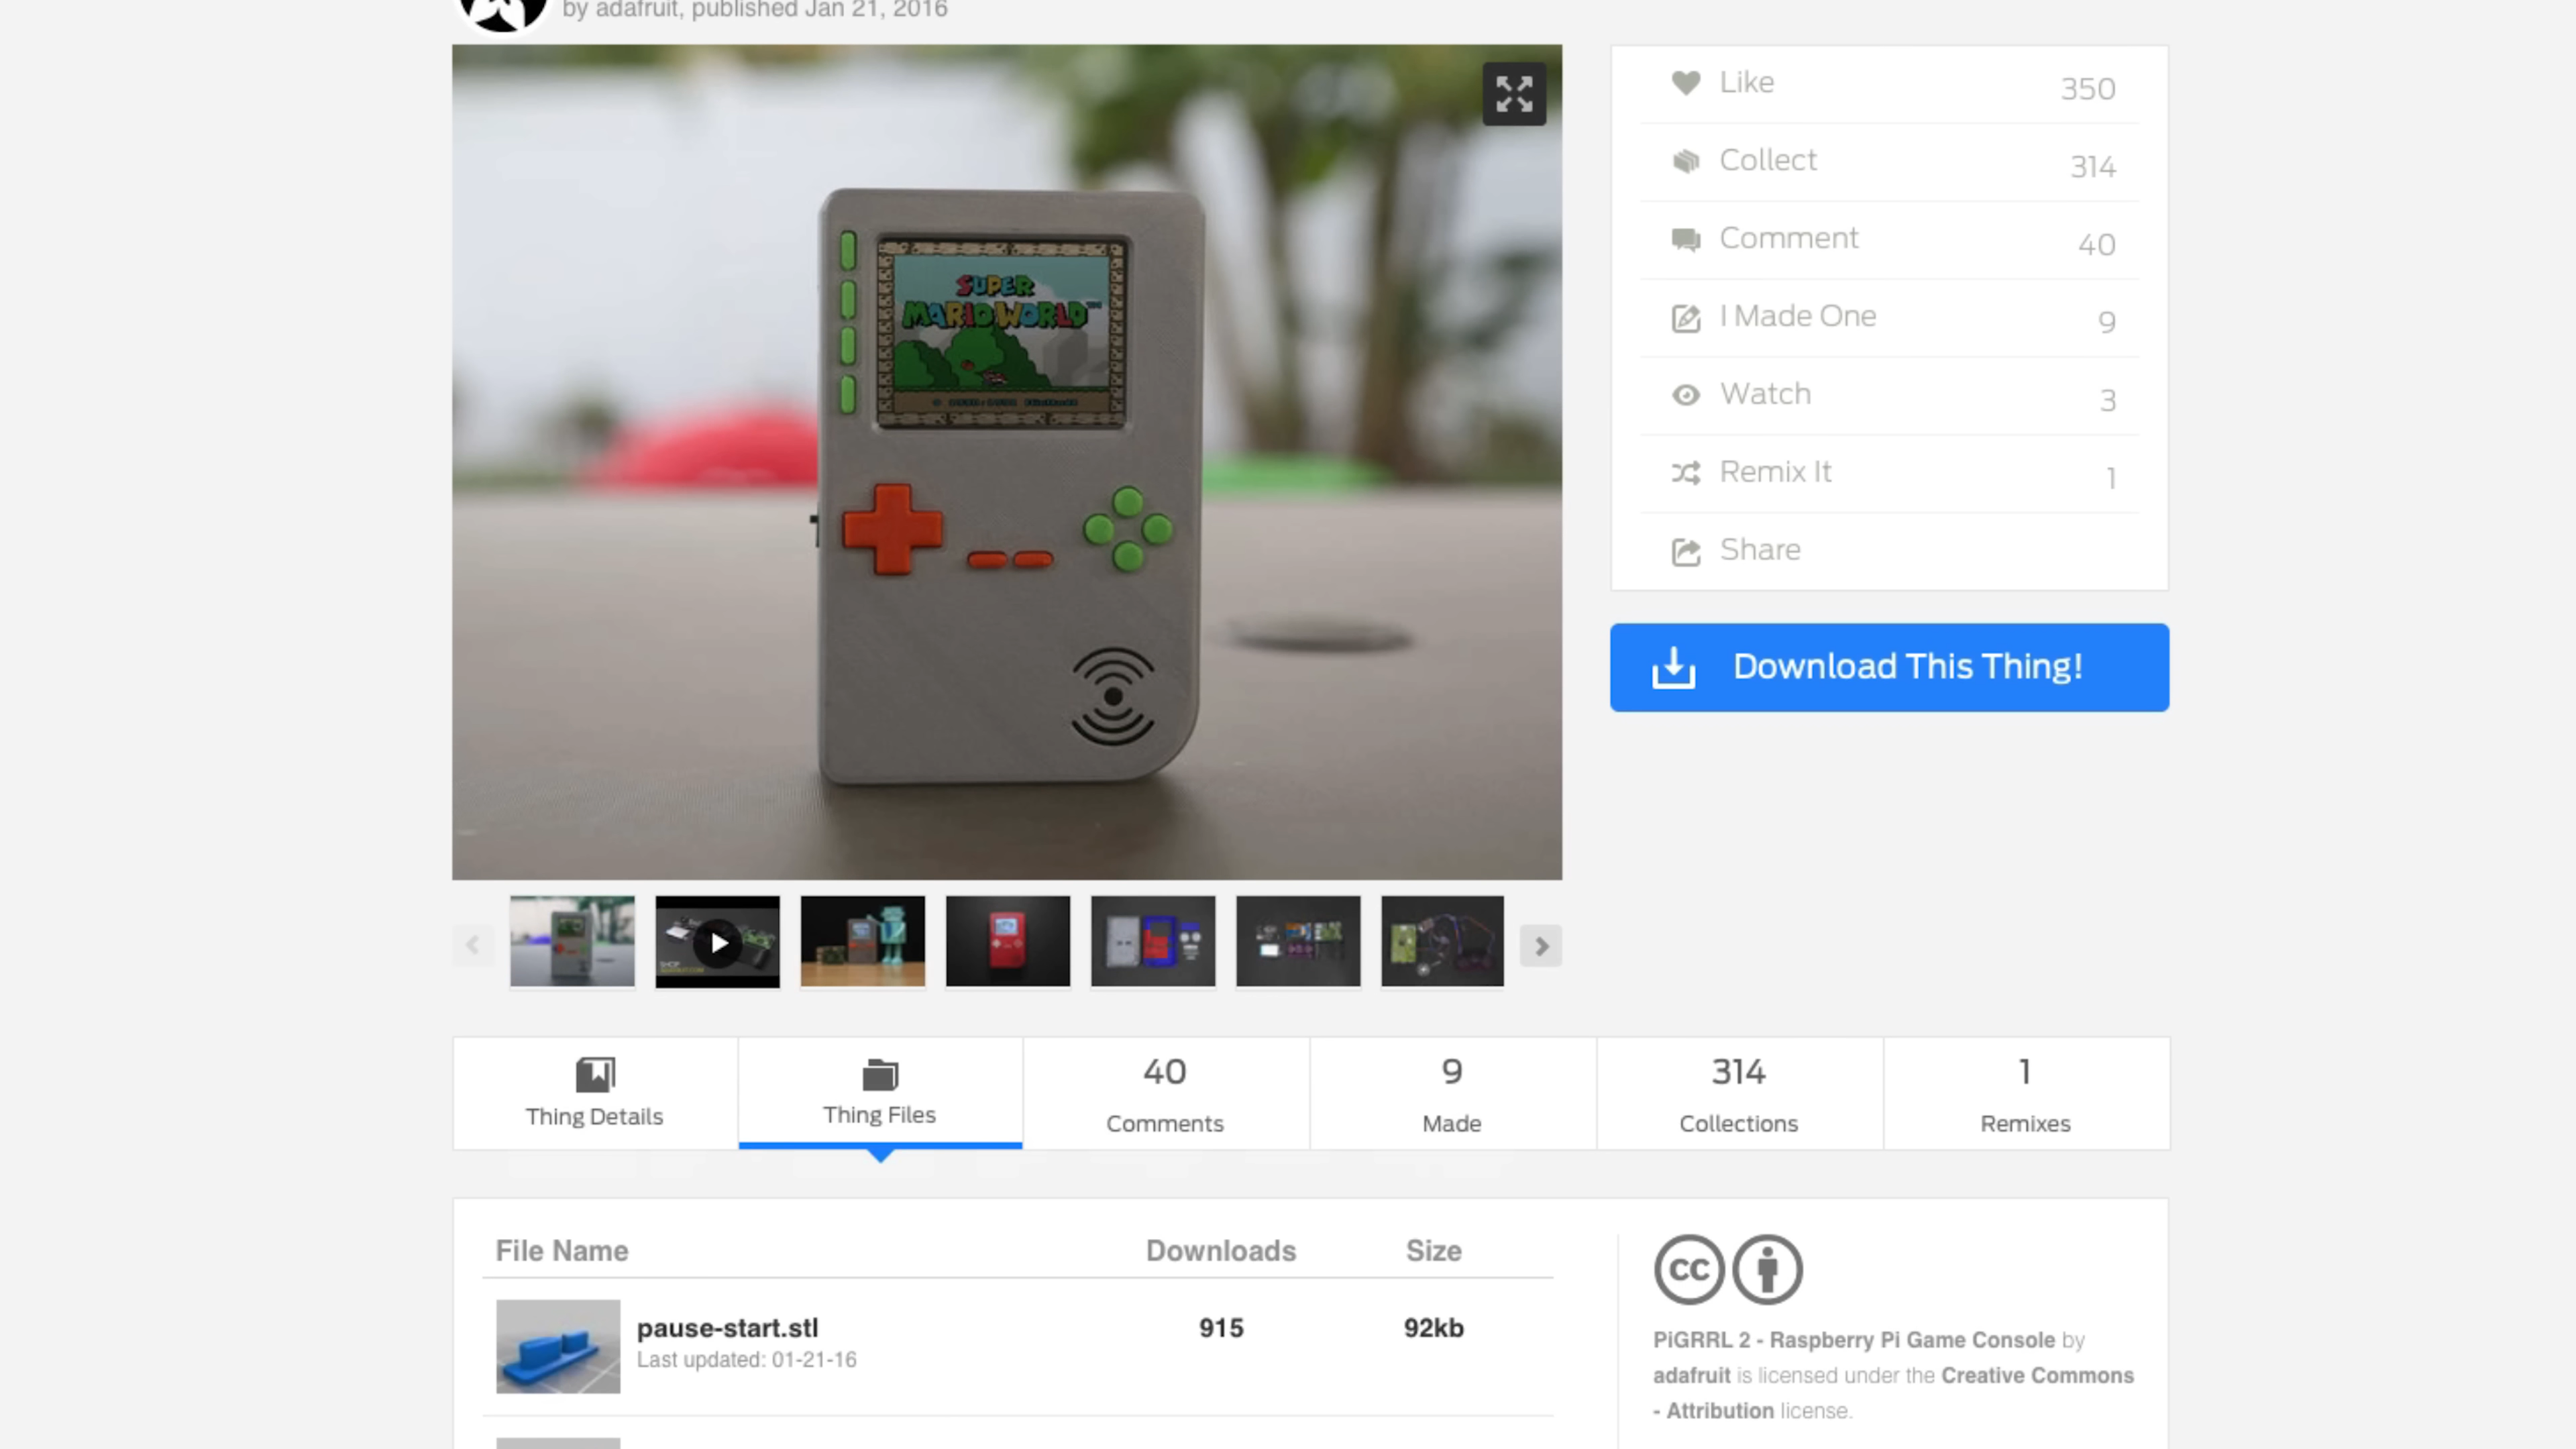 by adafruit, published Jan 21, 2016
Like 350
Collect 314
Comment 40
I Made One 9
Watch 3
Remix It 1
Share
SUPER
MARIO WORLD
Download This Thing!
Thing Details
Thing Files
40
Comments
9
Made
314
Collections
1
Remixes
File Name Downloads Size
pause-start.stl 915 92kb
Last updated: 01-21-16
cc
PiGRRL 2 - Raspberry Pi Game Console by
adafruit is licensed under the Creative Commons
- Attribution license.